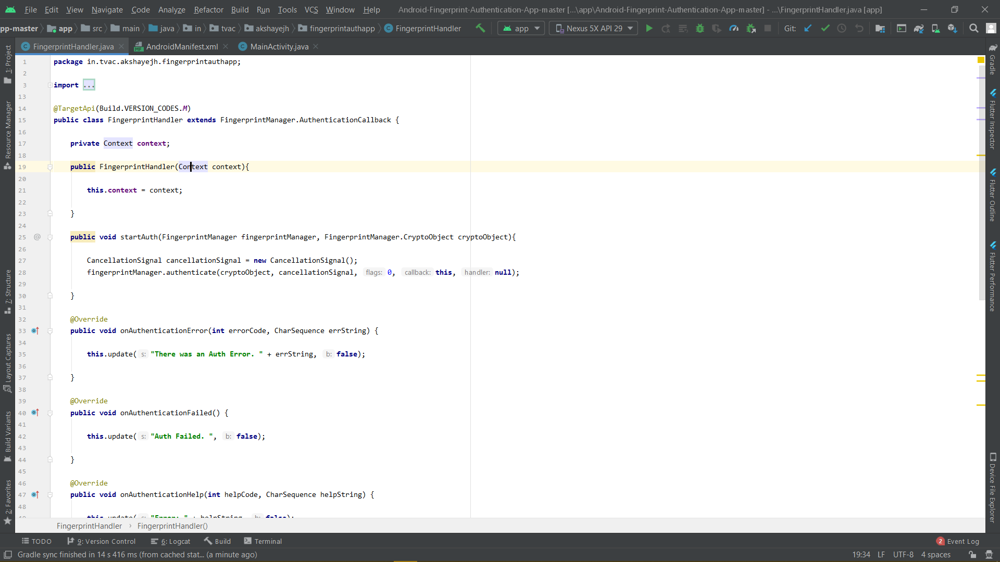 File Edit View Navigate Code Analyze Refactor Build Run Tools VCS Window Help Android-Fingerprint-Authentication-App-master [...\app\Android-Fingerprint-Authentication-App-master] - ...\FingerprintHandler.java [app]
pp-master app src main java in tvac akshayejh fingerprintauthapp FingerprintHandler app Nexus 5X API 29 Git:
FingerprintHandler.java AndroidManifest.xml MainActivity.java
1 package in.tvac.akshayejh.fingerprintauthapp;
2
3 import ...
13
14 @TargetApi(Build.VERSION_CODES.M)
15 public class FingerprintHandler extends FingerprintManager.AuthenticationCallback {
16
17 private Context context;
18
19 public FingerprintHandler(Context context){
20
21 this.context = context;
22
23 }
24
25 @ public void startAuth(FingerprintManager fingerprintManager, FingerprintManager.CryptoObject cryptoObject){
26
27 CancellationSignal cancellationSignal = new CancellationSignal();
28 fingerprintManager.authenticate(cryptoObject, cancellationSignal, flags: 0, callback: this, handler: null);
29
30 }
31
32 @Override
33 public void onAuthenticationError(int errorCode, CharSequence errString) {
34
35 this.update( s: "There was an Auth Error. " + errString, b: false);
36
37 }
38
39 @Override
40 public void onAuthenticationFailed() {
41
42 this.update( s: "Auth Failed. ", b: false);
43
44 }
45
46 @Override
47 public void onAuthenticationHelp(int helpCode, CharSequence helpString) {
48
49 this.update( s: "Error: " + helpString, b: false);
FingerprintHandler › FingerprintHandler()
1: Project
Resource Manager
7: Structure
Layout Captures
Build Variants
2: Favorites
Gradle
Flutter Inspector
Flutter Outline
Flutter Performance
Device File Explorer
TODO 9: Version Control 6: Logcat Build Terminal 2 Event Log
Gradle sync finished in 14 s 416 ms (from cached stat... (a minute ago) 19:34 LF UTF-8 4 spaces